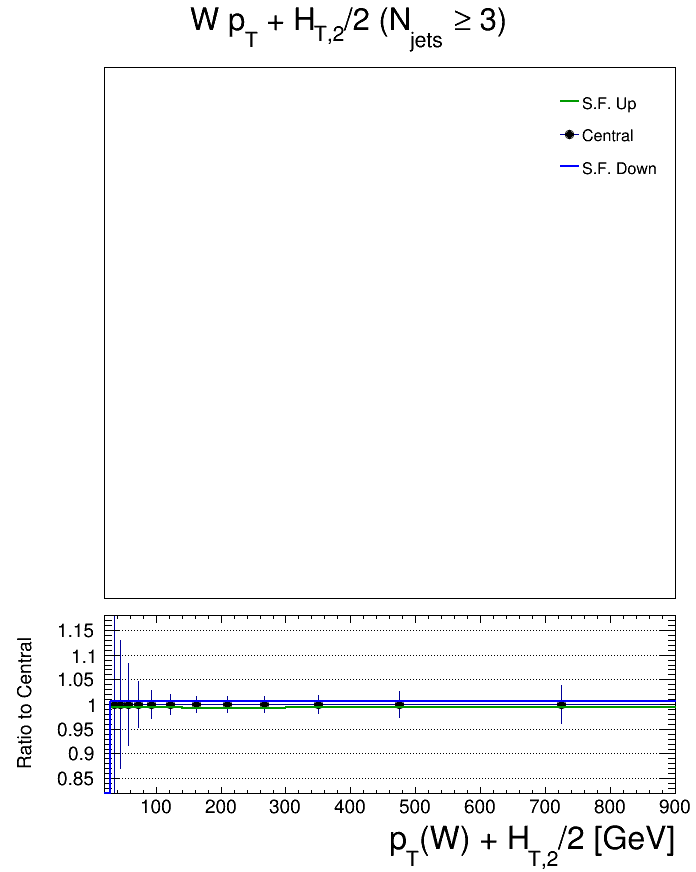 W p_T + H_T,2/2 (N_jets ≥ 3)
S.F. Up
Central
S.F. Down
Ratio to Central
1.15
1.1
1.05
1
0.95
0.9
0.85
100 200 300 400 500 600 700 800 900
p_T(W) + H_T,2/2 [GeV]